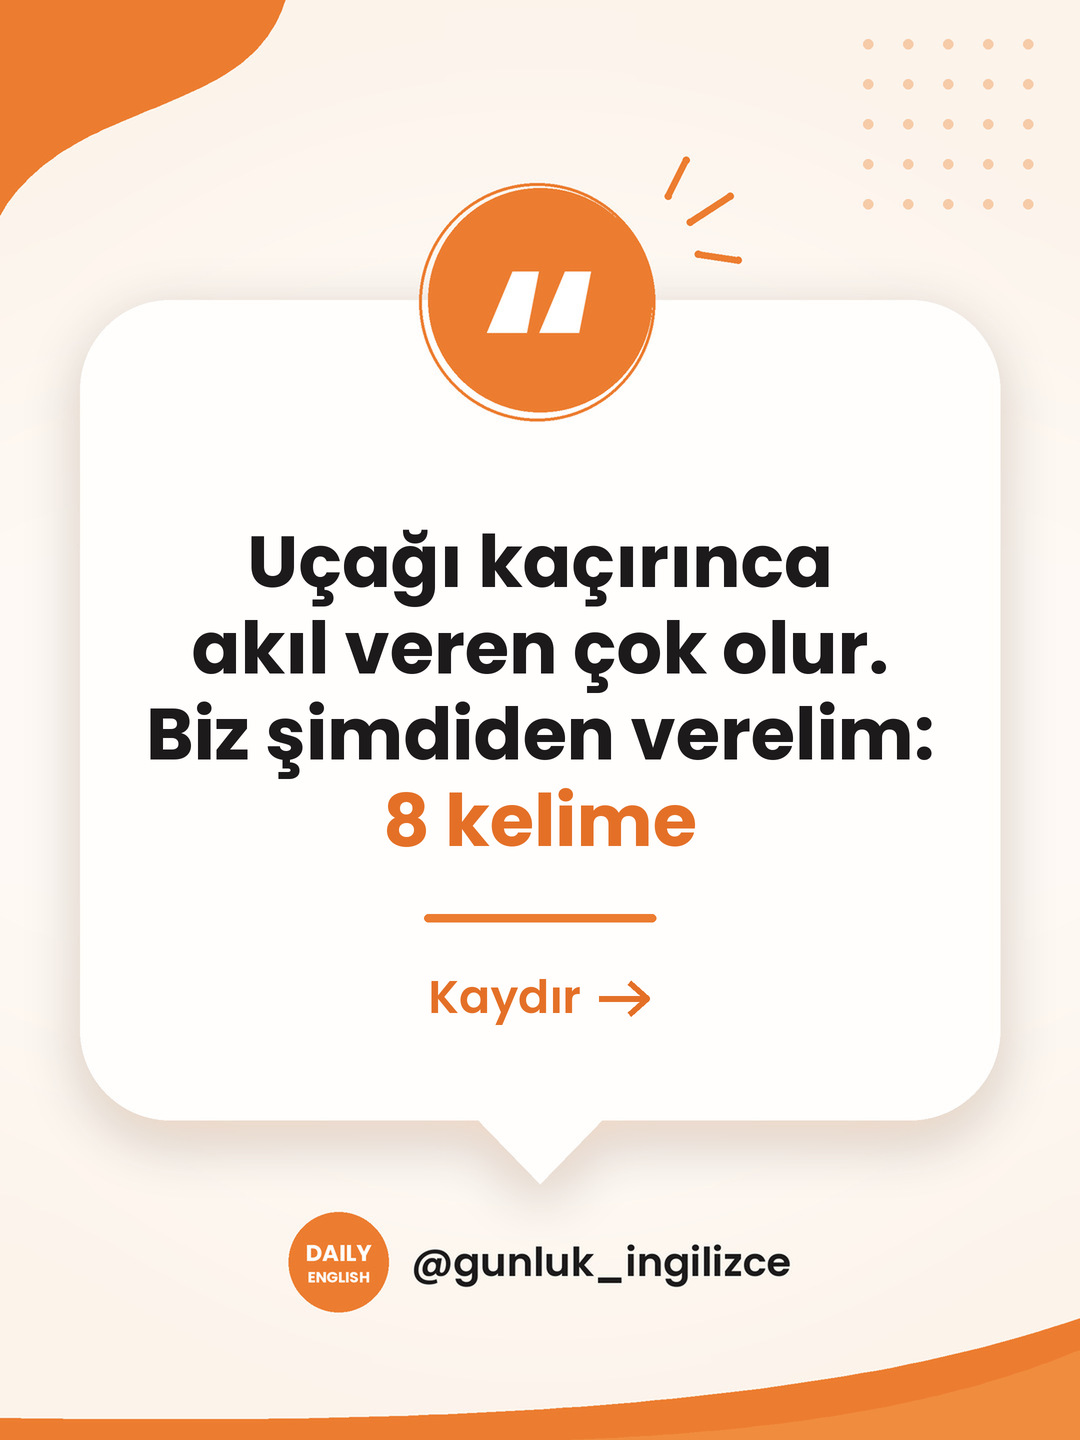 Uçağı kaçırınca
akıl veren çok olur.
Biz şimdiden verelim:
8 kelime
Kaydır →
DAILY
ENGLISH
@gunluk_ingilizce